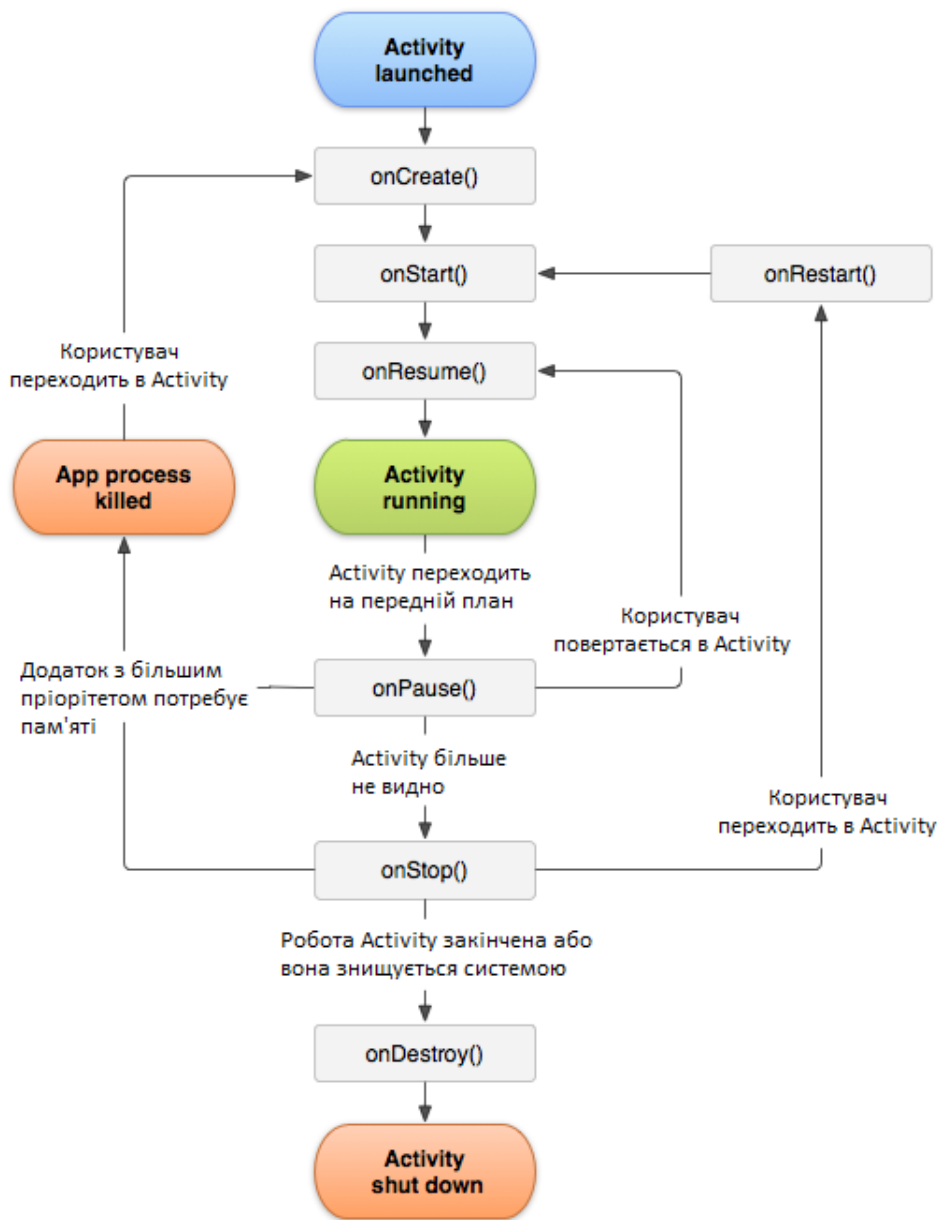 Activity
launched
onCreate()
onStart()
onRestart()
Користувач
переходить в Activity
onResume()
App process
killed
Activity
running
Activity переходить
на передній план
Користувач
повертається в Activity
Додаток з більшим
пріорітетом потребує
пам'яті
onPause()
Activity більше
не видно
Користувач
переходить в Activity
onStop()
Робота Activity закінчена або
вона знищується системою
onDestroy()
Activity
shut down